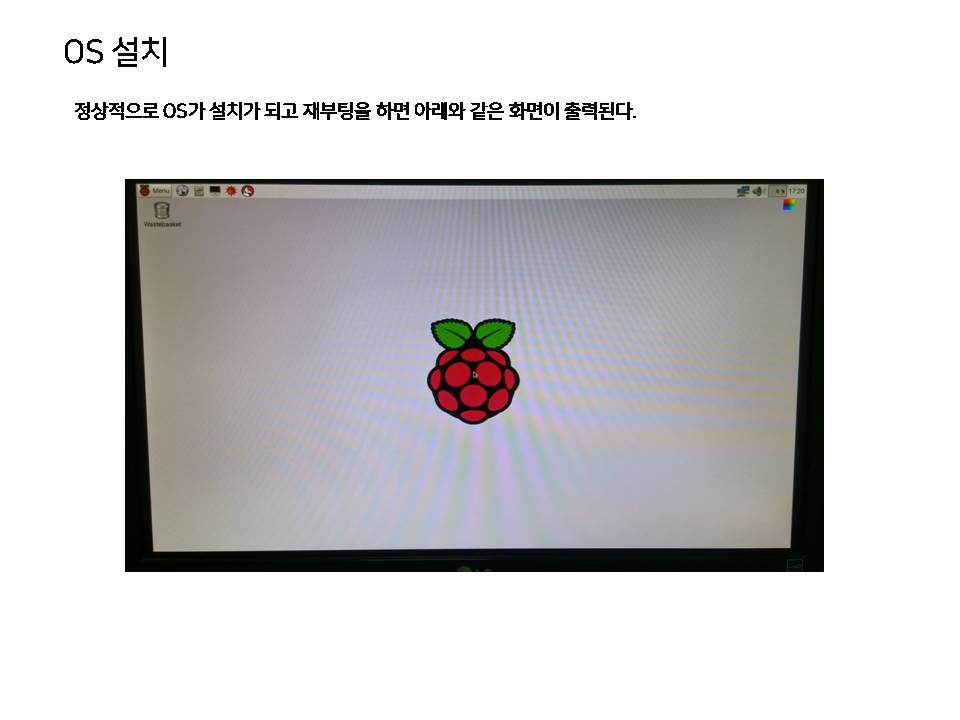 OS 설치
정상적으로 OS가 설치가 되고 재부팅을 하면 아래와 같은 화면이 출력된다.
Menu
17:20
Wastebasket
LG